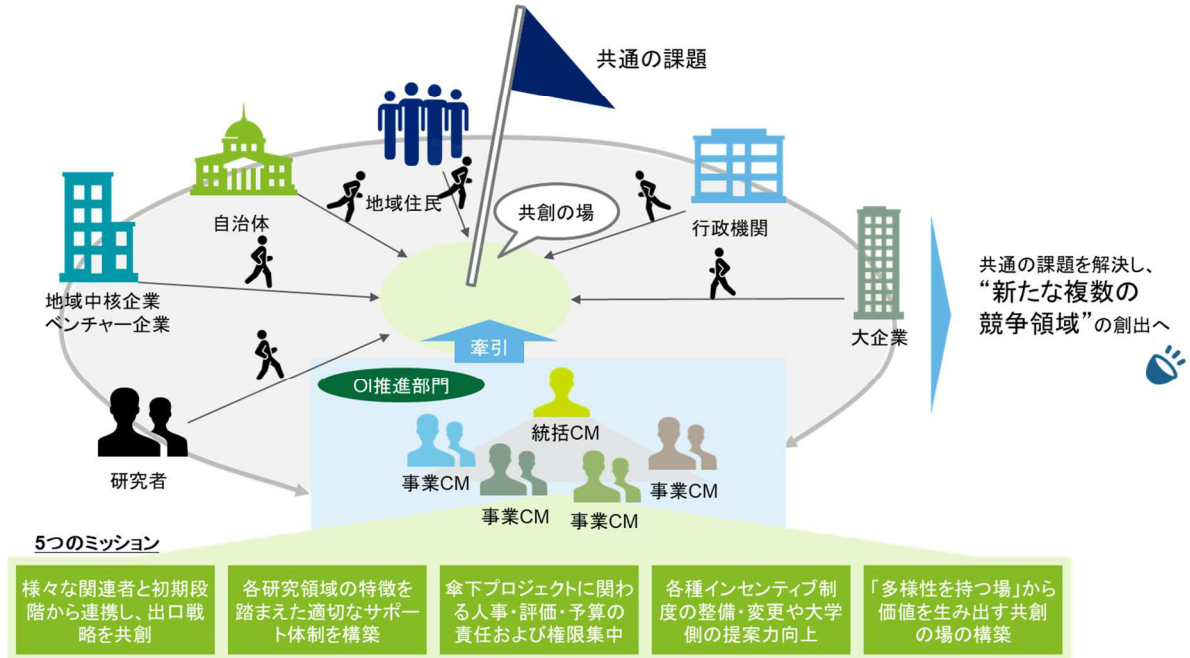 共通の課題
地域住民
自治体
共創の場
行政機関
地域中核企業
ベンチャー企業
大企業
共通の課題を解決し、
“新たな複数の
競争領域”の創出へ
牽引
OI推進部門
統括CM
研究者
事業CM
事業CM
事業CM
事業CM
5つのミッション
様々な関連者と初期段
階から連携し、出口戦
略を共創
各研究領域の特徴を
踏まえた適切なサポー
ト体制を構築
傘下プロジェクトに関わ
る人事・評価・予算の
責任および権限集中
各種インセンティブ制
度の整備・変更や大学
側の提案力向上
「多様性を持つ場」から
価値を生み出す共創
の場の構築